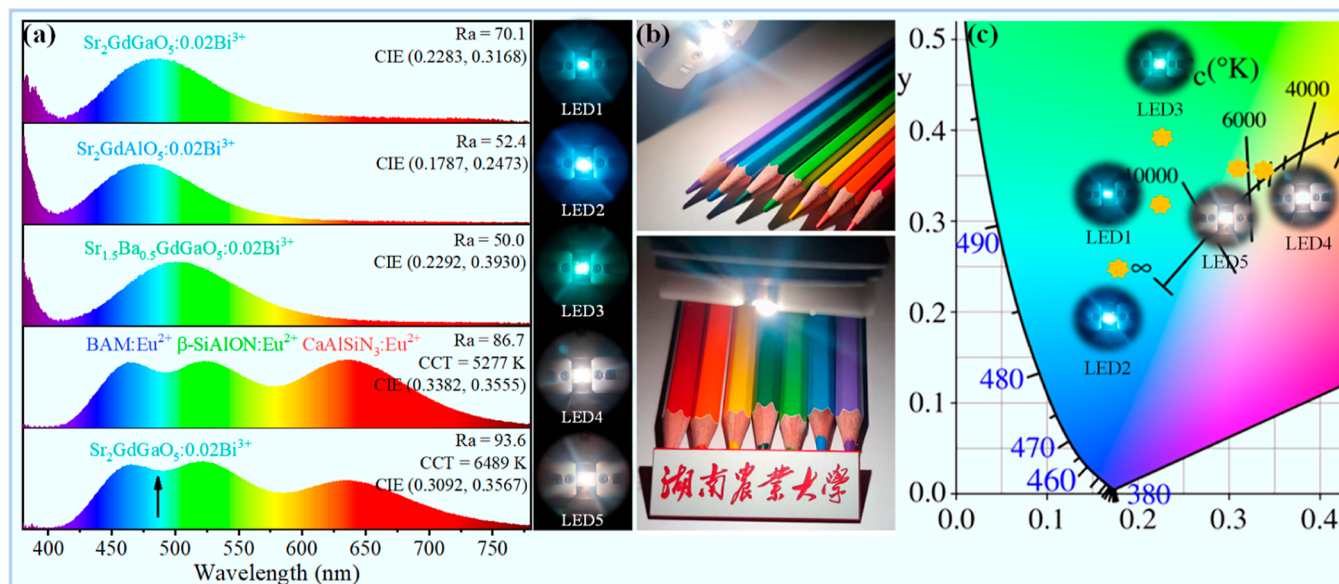 (a)
Sr₂GdGaO₅:0.02Bi³⁺
Ra = 70.1
CIE (0.2283, 0.3168)
LED1
Sr₂GdAlO₅:0.02Bi³⁺
Ra = 52.4
CIE (0.1787, 0.2473)
LED2
Sr₁.₅Ba₀.₅GdGaO₅:0.02Bi³⁺
Ra = 50.0
CIE (0.2292, 0.3930)
LED3
BAM:Eu²⁺ β-SiAlON:Eu²⁺ CaAlSiN₃:Eu²⁺
Ra = 86.7
CCT = 5277 K
CIE (0.3382, 0.3555)
LED4
Sr₂GdGaO₅:0.02Bi³⁺
Ra = 93.6
CCT = 6489 K
CIE (0.3092, 0.3567)
LED5
400 450 500 550 600 650 700 750
Wavelength (nm)
(b)
湖南农業大學
(c)
y
0.5
0.4
0.3
0.2
0.1
0.0
0.0 0.1 0.2 0.3 0.4
c(°K)
4000
6000
10000
∞
LED3
LED1
LED5
LED4
LED2
490
480
470
460
380